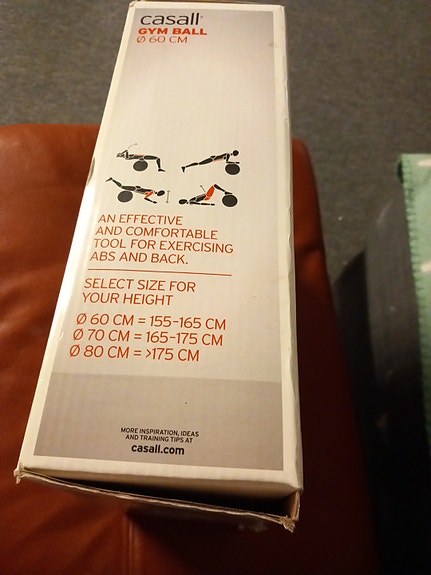 casall®
GYM BALL
Ø 60 CM
AN EFFECTIVE
AND COMFORTABLE
TOOL FOR EXERCISING
ABS AND BACK.
SELECT SIZE FOR
YOUR HEIGHT
Ø 60 CM = 155-165 CM
Ø 70 CM = 165-175 CM
Ø 80 CM = >175 CM
MORE INSPIRATION, IDEAS
AND TRAINING TIPS AT
casall.com